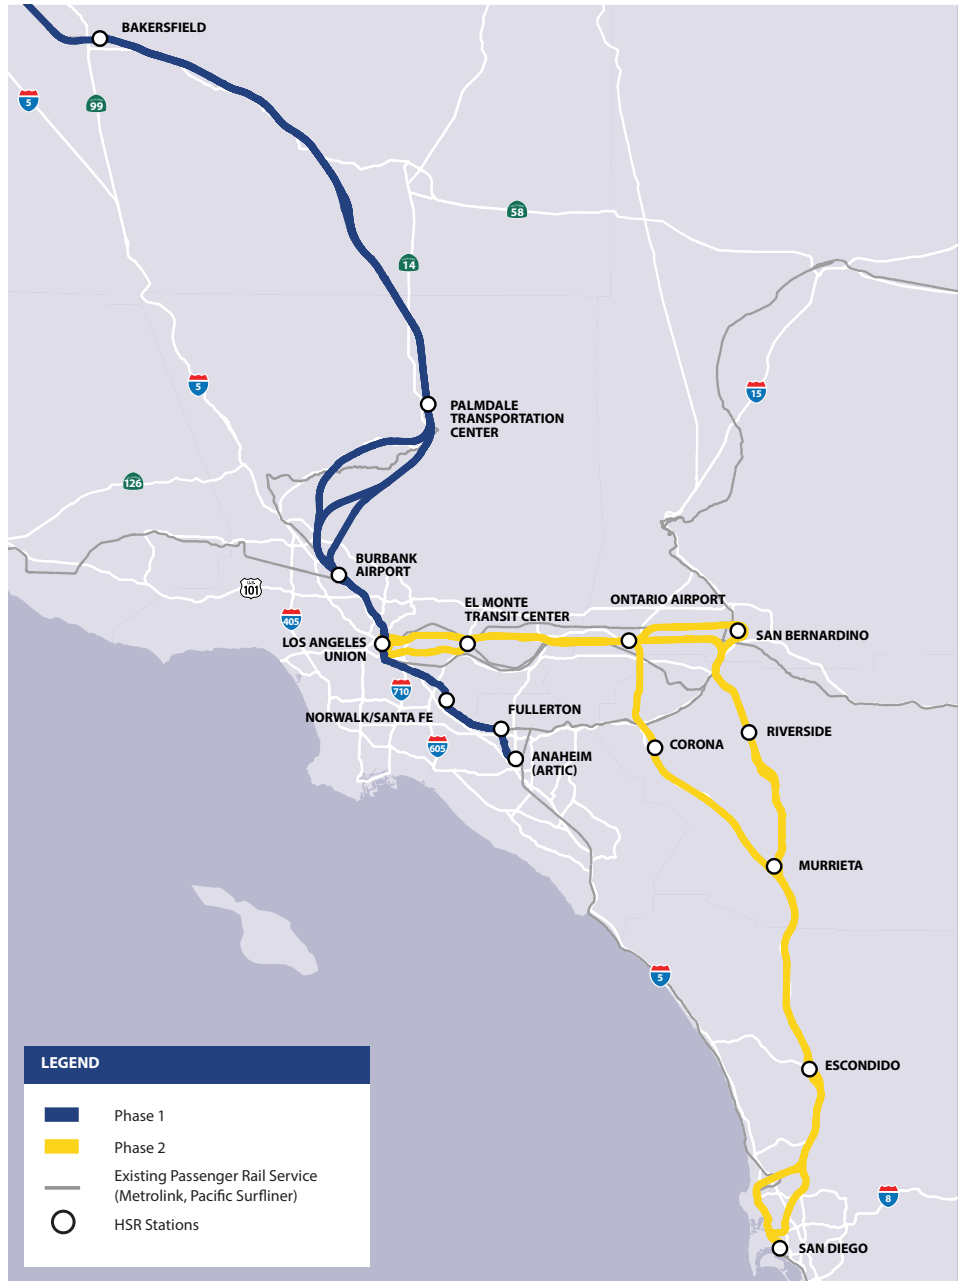 BAKERSFIELD
5
99
58
14
5
15
PALMDALE
TRANSPORTATION
CENTER
126
BURBANK
AIRPORT
U.S.
101
EL MONTE
TRANSIT CENTER
ONTARIO AIRPORT
405
SAN BERNARDINO
LOS ANGELES
UNION
710
NORWALK/SANTA FE
FULLERTON
RIVERSIDE
605
CORONA
ANAHEIM
(ARTIC)
MURRIETA
5
ESCONDIDO
LEGEND
Phase 1
Phase 2
Existing Passenger Rail Service
(Metrolink, Pacific Surfliner)
HSR Stations
8
SAN DIEGO